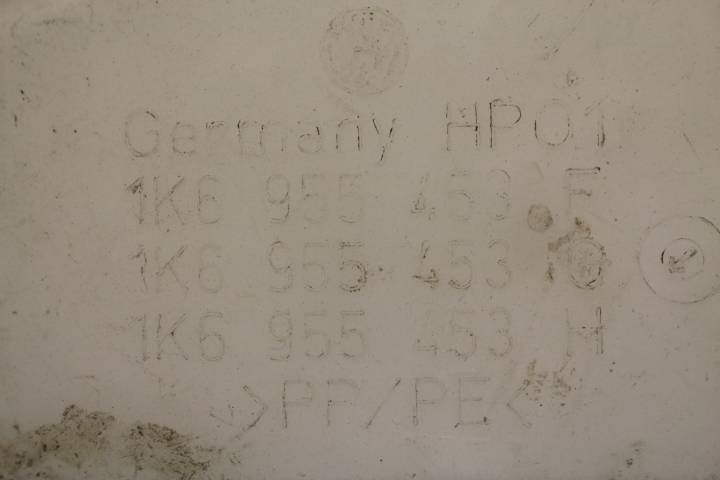 Germany HP01
1K6 955 453 F
1K6 955 453 G
1K6 955 453 H
>PP/PE<